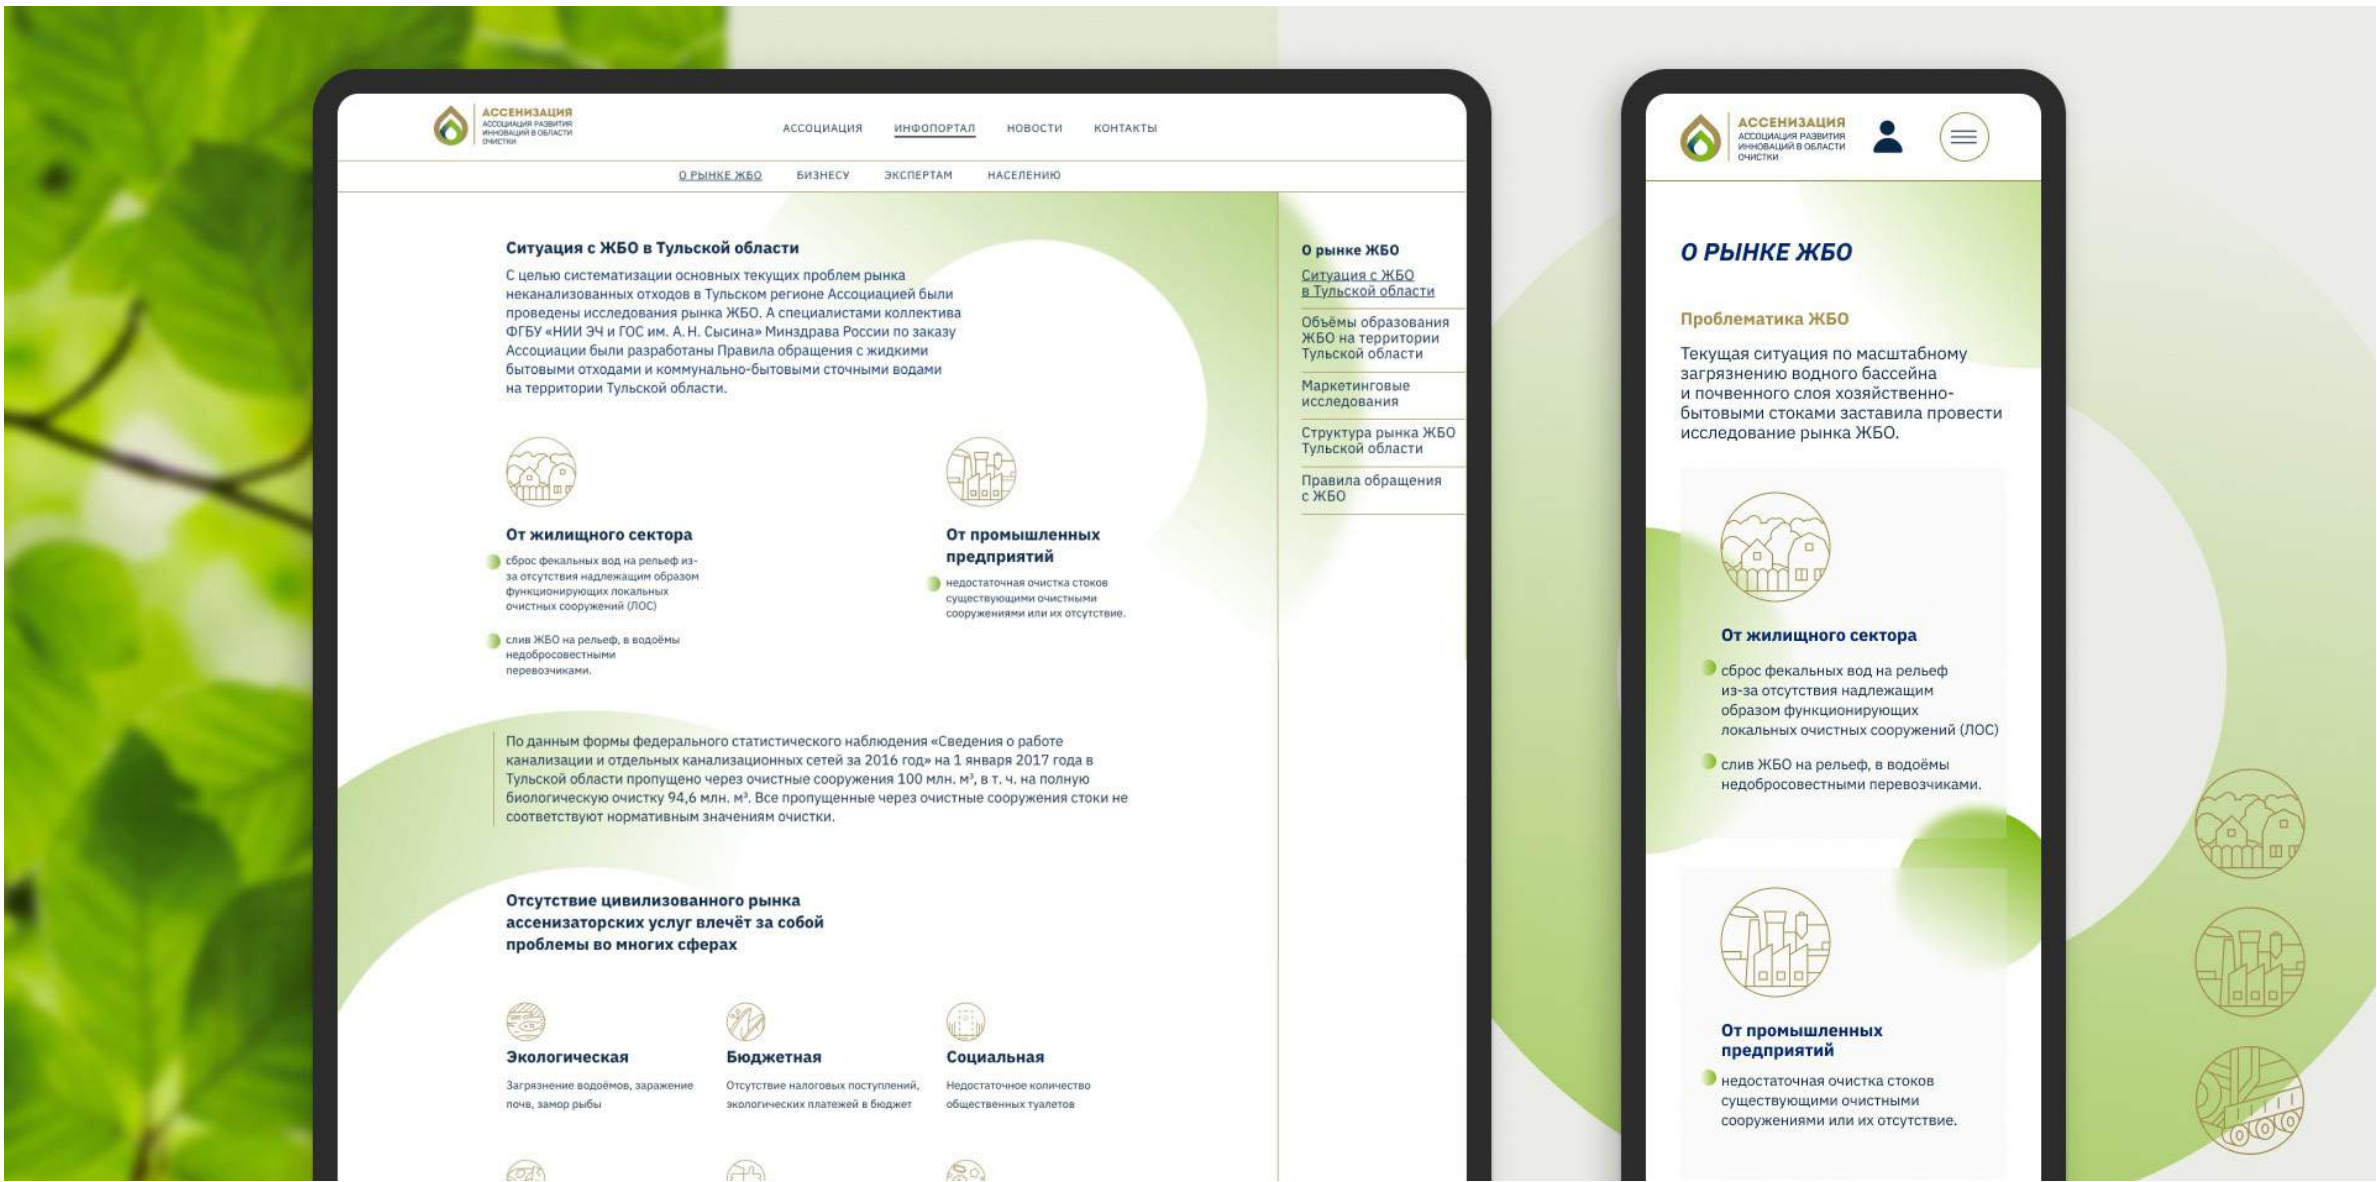 АССЕНИЗАЦИЯ
АССОЦИАЦИЯ РАЗВИТИЯ
ИННОВАЦИЙ В ОБЛАСТИ
ОЧИСТКИ
АССОЦИАЦИЯ ИНФОПОРТАЛ НОВОСТИ КОНТАКТЫ
О РЫНКЕ ЖБО БИЗНЕСУ ЭКСПЕРТАМ НАСЕЛЕНИЮ
Ситуация с ЖБО в Тульской области
С целью систематизации основных текущих проблем рынка
неканализованных отходов в Тульском регионе Ассоциацией были
проведены исследования рынка ЖБО. А специалистами коллектива
ФГБУ «НИИ ЭЧ и ГОС им. А. Н. Сысина» Минздрава России по заказу
Ассоциации были разработаны Правила обращения с жидкими
бытовыми отходами и коммунально-бытовыми сточными водами
на территории Тульской области.
От жилищного сектора
сброс фекальных вод на рельеф из-
за отсутствия надлежащим образом
функционирующих локальных
очистных сооружений (ЛОС)
слив ЖБО на рельеф, в водоёмы
недобросовестными
перевозчиками.
От промышленных
предприятий
недостаточная очистка стоков
существующими очистными
сооружениями или их отсутствие.
По данным формы федерального статистического наблюдения «Сведения о работе
канализации и отдельных канализационных сетей за 2016 год» на 1 января 2017 года в
Тульской области пропущено через очистные сооружения 100 млн. м³, в т. ч. на полную
биологическую очистку 94,6 млн. м³. Все пропущенные через очистные сооружения стоки не
соответствуют нормативным значениям очистки.
Отсутствие цивилизованного рынка
ассенизаторских услуг влечёт за собой
проблемы во многих сферах
Экологическая
Загрязнение водоёмов, заражение
почв, замор рыбы
Бюджетная
Отсутствие налоговых поступлений,
экологических платежей в бюджет
Социальная
Недостаточное количество
общественных туалетов
О рынке ЖБО
Ситуация с ЖБО
в Тульской области
Объёмы образования
ЖБО на территории
Тульской области
Маркетинговые
исследования
Структура рынка ЖБО
Тульской области
Правила обращения
с ЖБО
АССЕНИЗАЦИЯ
АССОЦИАЦИЯ РАЗВИТИЯ
ИННОВАЦИЙ В ОБЛАСТИ
ОЧИСТКИ
О РЫНКЕ ЖБО
Проблематика ЖБО
Текущая ситуация по масштабному
загрязнению водного бассейна
и почвенного слоя хозяйственно-
бытовыми стоками заставила провести
исследование рынка ЖБО.
От жилищного сектора
сброс фекальных вод на рельеф
из-за отсутствия надлежащим
образом функционирующих
локальных очистных сооружений (ЛОС)
слив ЖБО на рельеф, в водоёмы
недобросовестными перевозчиками.
От промышленных
предприятий
недостаточная очистка стоков
существующими очистными
сооружениями или их отсутствие.